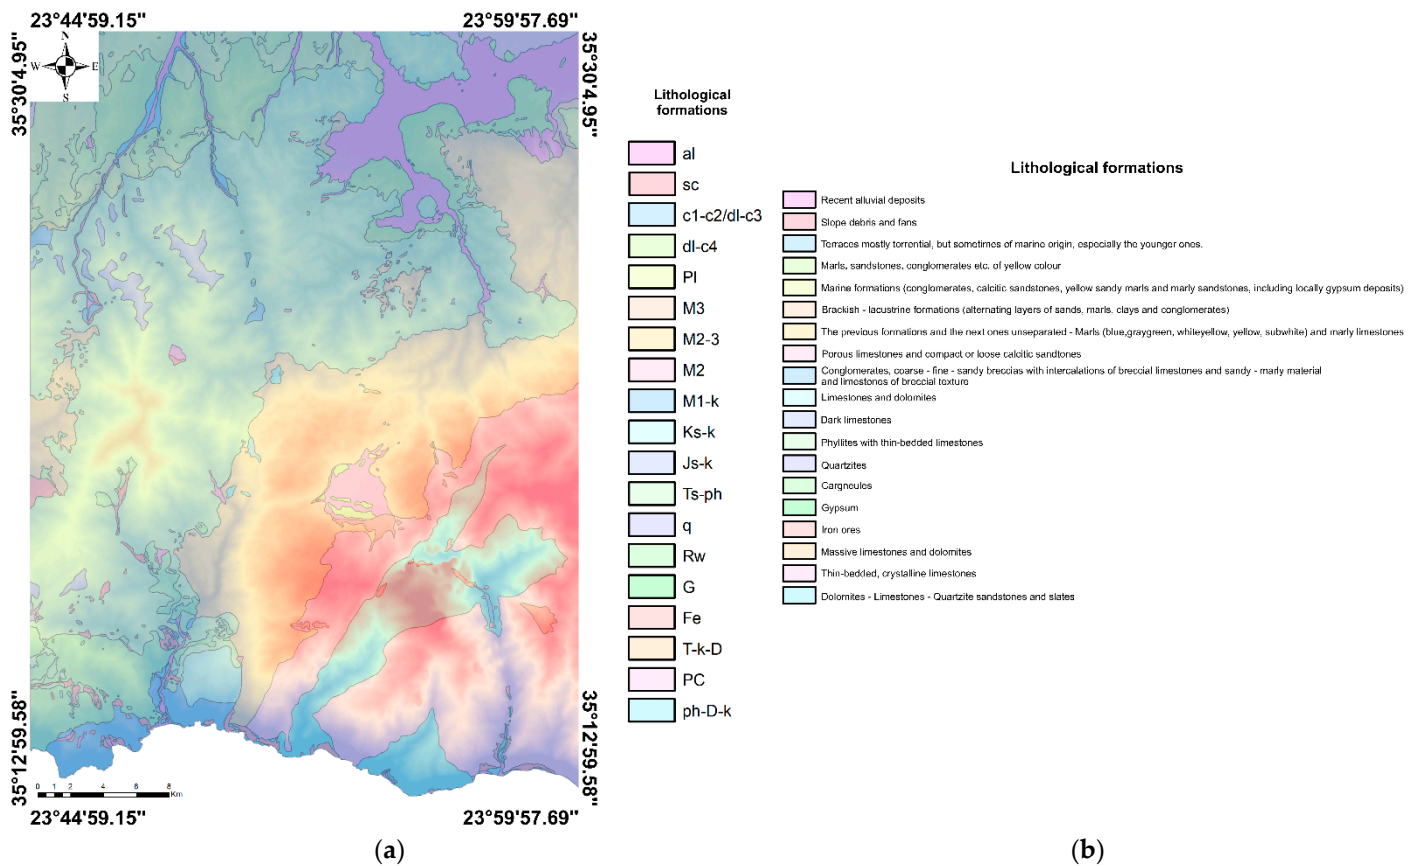 23°44'59.15"
23°59'57.69"
35°30'4.95"
35°30'4.95"
N
W
E
S
35°12'59.58"
35°12'59.58"
0 1 2 4 6 8
Km
23°44'59.15"
23°59'57.69"
(a)
Lithological
formations
al
sc
c1-c2/dl-c3
dl-c4
Pl
M3
M2-3
M2
M1-k
Ks-k
Js-k
Ts-ph
q
Rw
G
Fe
T-k-D
PC
ph-D-k
Lithological formations
Recent alluvial deposits
Slope debris and fans
Terraces mostly torrential, but sometimes of marine origin, especially the younger ones.
Marls, sandstones, conglomerates etc. of yellow colour
Marine formations (conglomerates, calcitic sandstones, yellow sandy marls and marly sandstones, including locally gypsum deposits)
Brackish - lacustrine formations (alternating layers of sands, marls, clays and conglomerates)
The previous formations and the next ones unseparated - Marls (blue,graygreen, whiteyellow, yellow, subwhite) and marly limestones
Porous limestones and compact or loose calcitic sandtones
Conglomerates, coarse - fine - sandy breccias with intercalations of breccial limestones and sandy - marly material
and limestones of breccial texture
Limestones and dolomites
Dark limestones
Phyllites with thin-bedded limestones
Quartzites
Cargneules
Gypsum
Iron ores
Massive limestones and dolomites
Thin-bedded, crystalline limestones
Dolomites - Limestones - Quartzite sandstones and slates
(b)